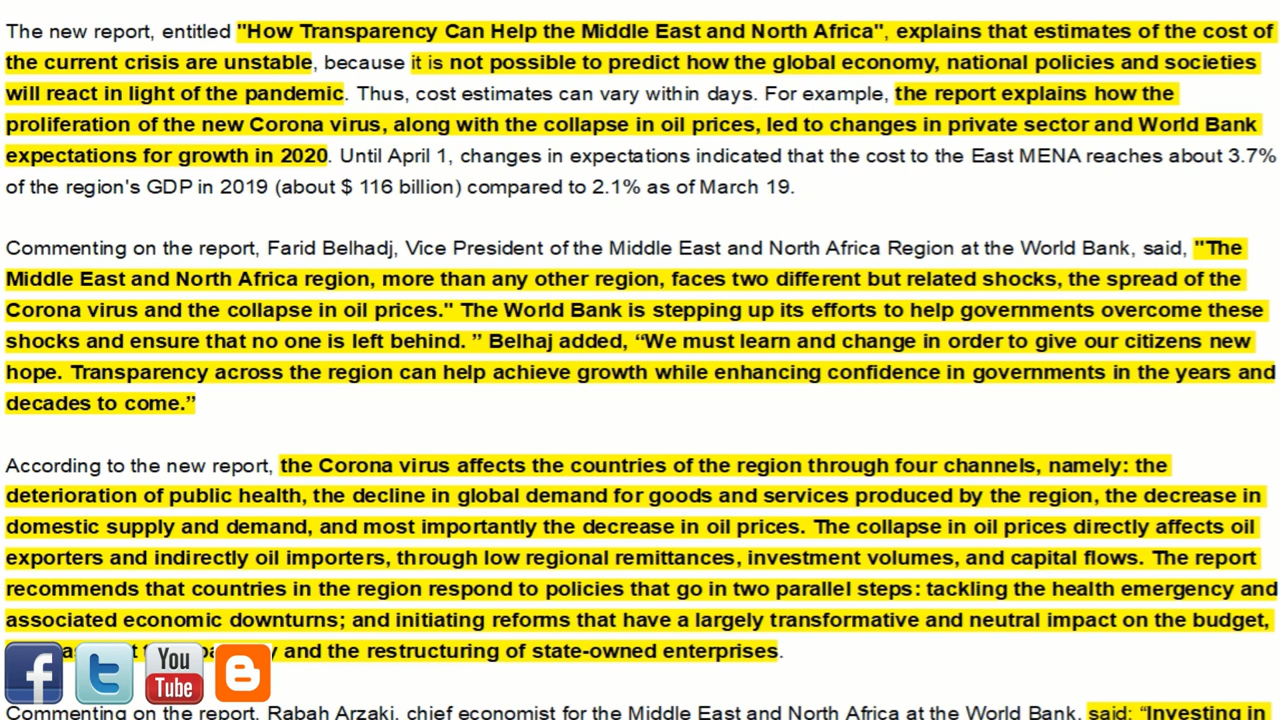 The new report, entitled "How Transparency Can Help the Middle East and North Africa", explains that estimates of the cost of
the current crisis are unstable, because it is not possible to predict how the global economy, national policies and societies
will react in light of the pandemic. Thus, cost estimates can vary within days. For example, the report explains how the
proliferation of the new Corona virus, along with the collapse in oil prices, led to changes in private sector and World Bank
expectations for growth in 2020. Until April 1, changes in expectations indicated that the cost to the East MENA reaches about 3.7%
of the region's GDP in 2019 (about $ 116 billion) compared to 2.1% as of March 19.
Commenting on the report, Farid Belhadj, Vice President of the Middle East and North Africa Region at the World Bank, said, "The
Middle East and North Africa region, more than any other region, faces two different but related shocks, the spread of the
Corona virus and the collapse in oil prices." The World Bank is stepping up its efforts to help governments overcome these
shocks and ensure that no one is left behind. ” Belhaj added, “We must learn and change in order to give our citizens new
hope. Transparency across the region can help achieve growth while enhancing confidence in governments in the years and
decades to come.”
According to the new report, the Corona virus affects the countries of the region through four channels, namely: the
deterioration of public health, the decline in global demand for goods and services produced by the region, the decrease in
domestic supply and demand, and most importantly the decrease in oil prices. The collapse in oil prices directly affects oil
exporters and indirectly oil importers, through low regional remittances, investment volumes, and capital flows. The report
recommends that countries in the region respond to policies that go in two parallel steps: tackling the health emergency and
associated economic downturns; and initiating reforms that have a largely transformative and neutral impact on the budget,
and the restructuring of state-owned enterprises.
You
Tube
Commenting on the report, Rabah Arzaki, chief economist for the Middle East and North Africa at the World Bank, said: “Investing in